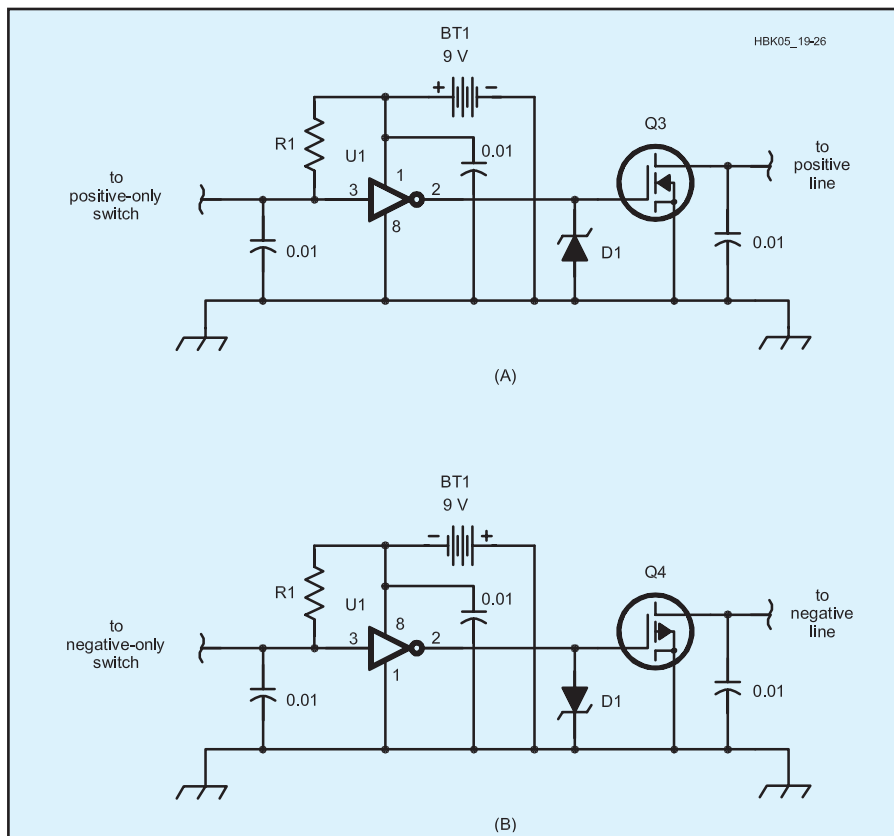 HBK05_19-26
BT1
9 V
+ −
Q3
R1
U1
0.01
1
to
positive-only
switch
3
2
8
to
positive
line
0.01
D1
0.01
(A)
BT1
9 V
− +
Q4
R1
U1
0.01
8
to
negative-only
switch
3
2
1
to
negative
line
0.01
D1
0.01
(B)